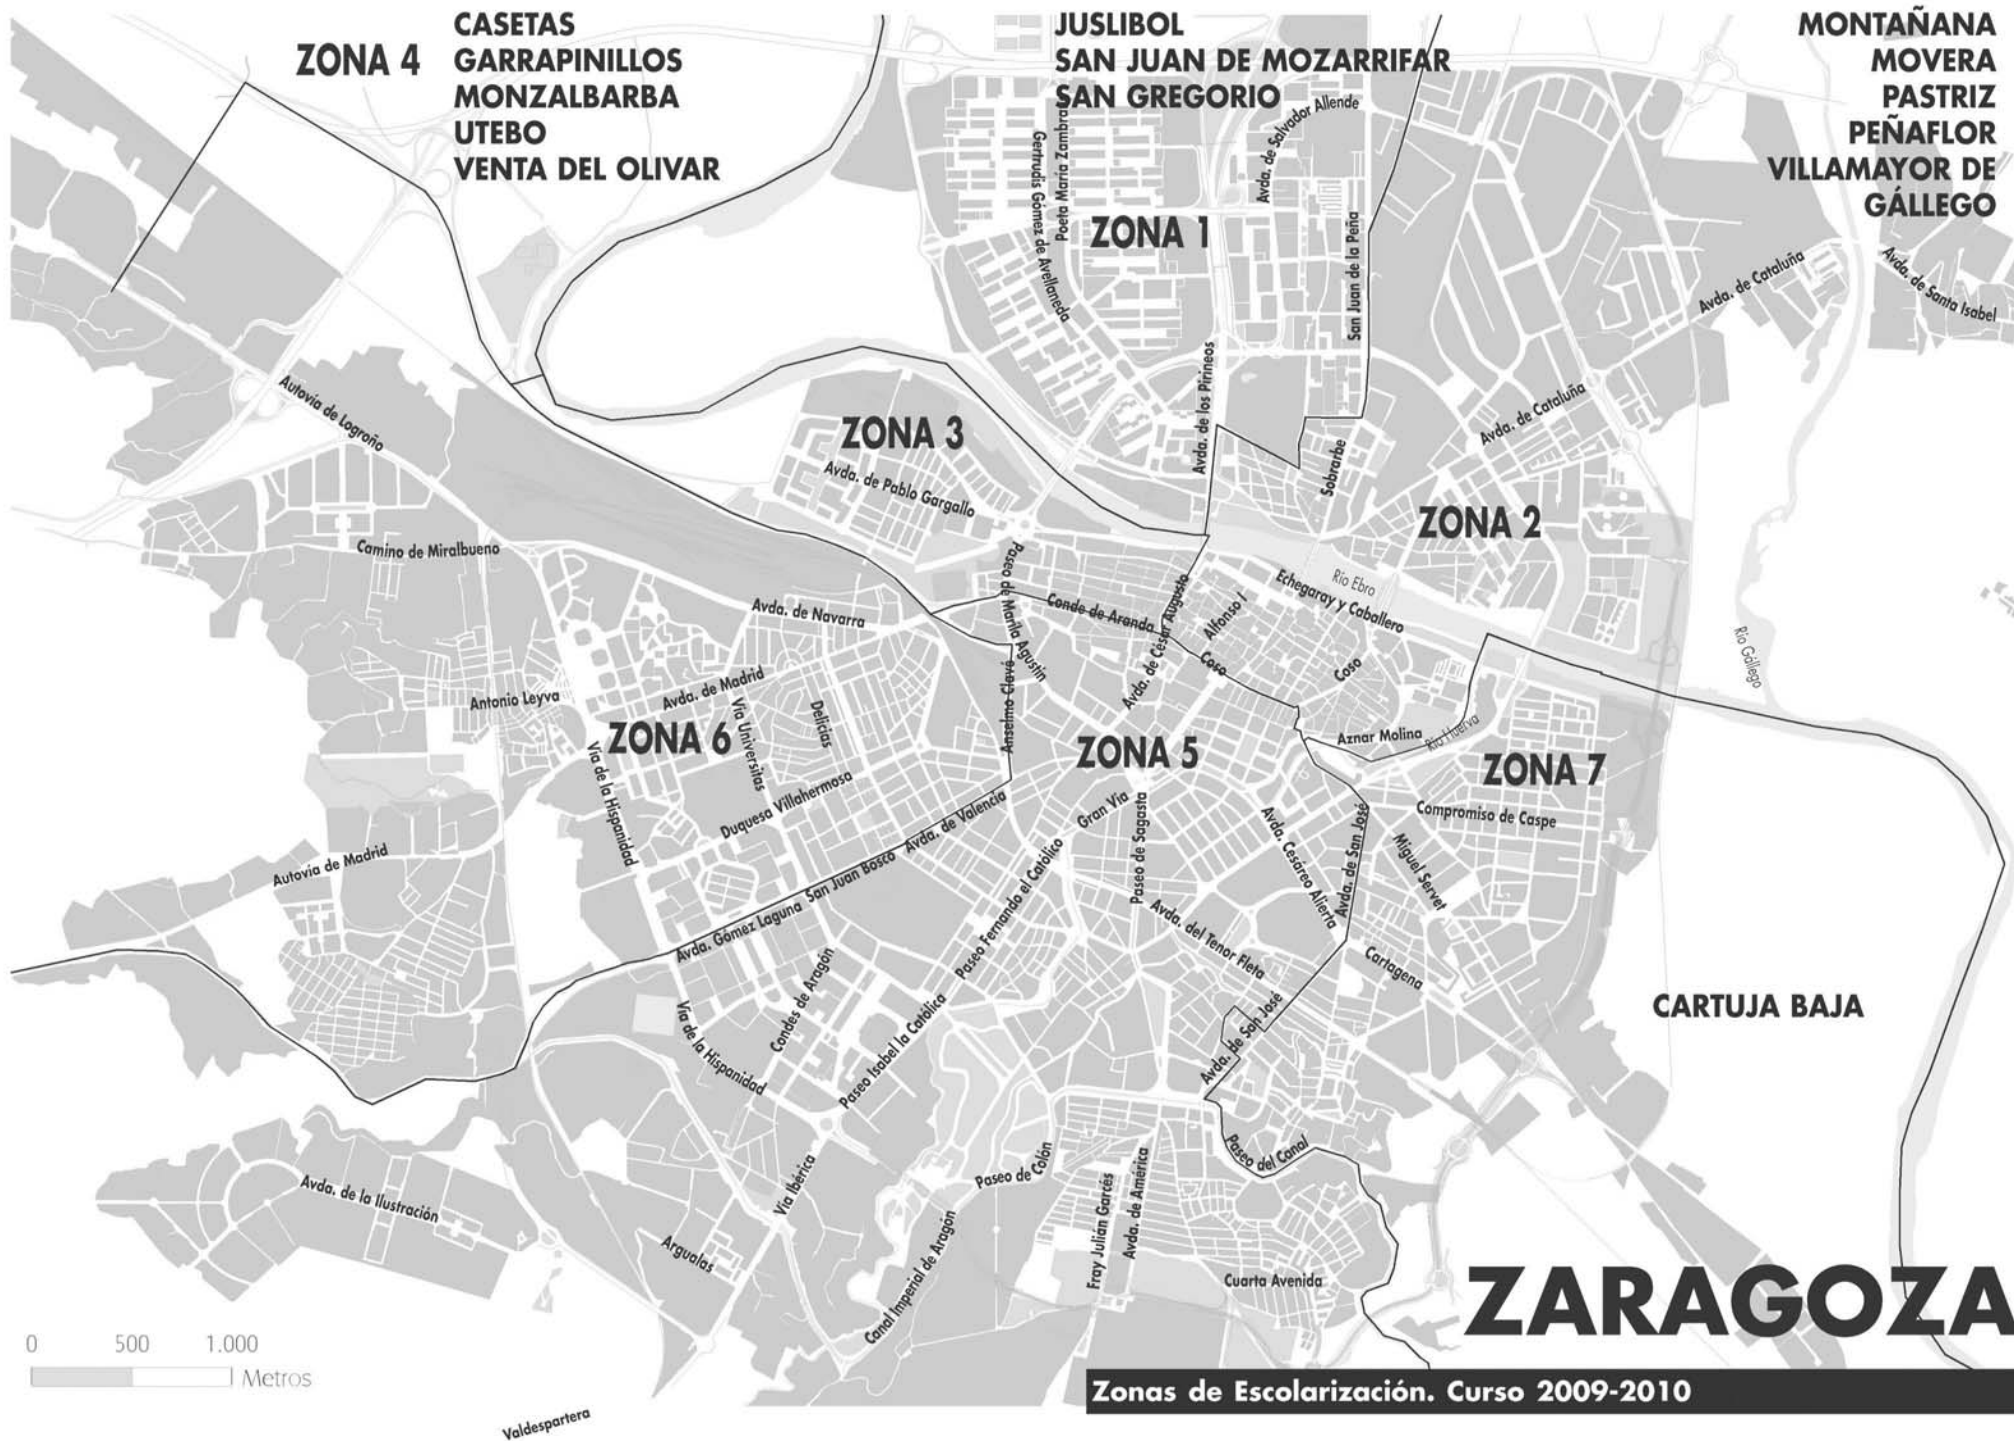 ZONA 4
CASETAS
GARRAPINILLOS
MONZALBARBA
UTEBO
VENTA DEL OLIVAR
JUSLIBOL
SAN JUAN DE MOZARRIFAR
SAN GREGORIO
MONTAÑANA
MOVERA
PASTRIZ
PEÑAFLOR
VILLAMAYOR DE
GÁLLEGO
Avda. de Salvador Allende
Poeta María Zambra
Gertrudis Gómez de Avellaneda
ZONA 1
San Juan de la Peña
Avda. de Cataluña
Avda. de Santa Isabel
Autovía de Logroño
Avda. de los Pirineos
Avda. de Cataluña
ZONA 3
Avda. de Pablo Gargallo
Sobrarbe
ZONA 2
Camino de Miralbueno
Paseo de María Agustín
Avda. de Navarra
Conde de Aranda
Avda. de César Augusto
Alfonso I
Echegaray y Caballero
Río Ebro
Coso
Coso
Río Gállego
Antonio Leyva
Avda. de Madrid
Vía Universitas
Delicias
Anselmo Clavé
ZONA 6
ZONA 5
Aznar Molina
Río Huerva
ZONA 7
Vía de la Hispanidad
Duquesa Villahermosa
Avda. de Valencia
Gran Vía
Paseo de Sagasta
Avda. Cesáreo Alierta
Avda. de San José
Compromiso de Caspe
Miguel Servet
Autovía de Madrid
San Juan Bosco
Avda. Gómez Laguna
Paseo Fernando el Católico
Avda. del Tenor Fleta
Cartagena
Condes de Aragón
Paseo Isabel la Católica
Vía de la Hispanidad
Avda. de San José
CARTUJA BAJA
Paseo del Canal
Paseo de Colón
Vía Ibérica
Avda. de la Ilustración
Argualas
Canal Imperial de Aragón
Fray Julián Garcés
Avda. de América
Cuarta Avenida
ZARAGOZA
0 500 1.000
Metros
Zonas de Escolarización. Curso 2009-2010
Valdespartera